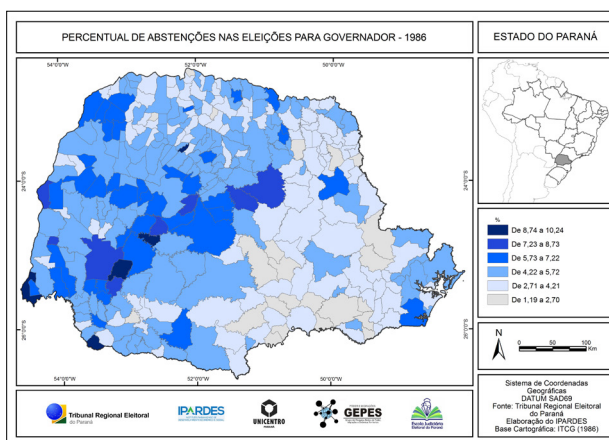 PERCENTUAL DE ABSTENÇÕES NAS ELEIÇÕES PARA GOVERNADOR - 1986
ESTADO DO PARANÁ
54°0'0"W
52°0'0"W
50°0'0"W
24°0'0"S
24°0'0"S
26°0'0"S
26°0'0"S
54°0'0"W
52°0'0"W
50°0'0"W
%
De 8,74 a 10,24
De 7,23 a 8,73
De 5,73 a 7,22
De 4,22 a 5,72
De 2,71 a 4,21
De 1,19 a 2,70
N
0
50
100
Km
Sistema de Coordenadas
Geográficas
DATUM SAD69
Fonte: Tribunal Regional Eleitoral
do Paraná
Elaboração do IPARDES
Base Cartográfica: ITCG (1986)
Tribunal Regional Eleitoral
do Paraná
IPARDES
UNICENTRO
GEPES
Escola Judiciária
Eleitoral do Paraná